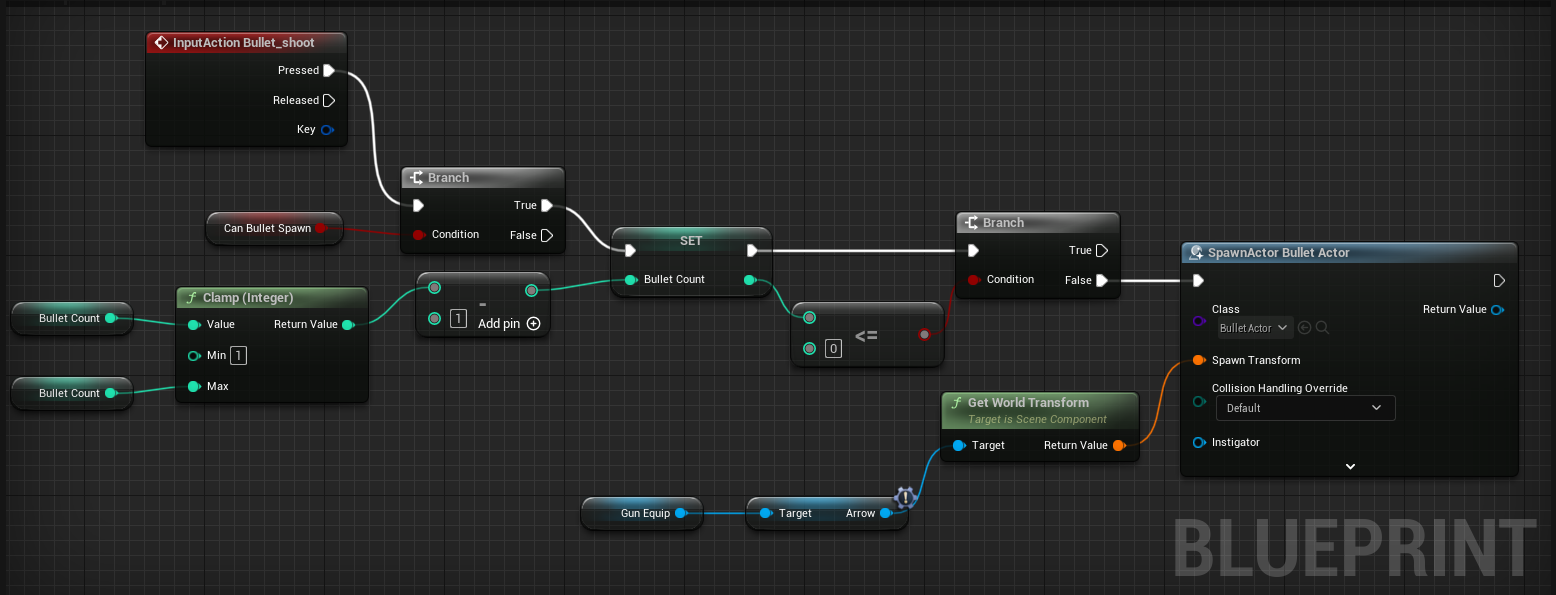 InputAction Bullet_shoot
Pressed
Released
Key
Branch
True
Condition
False
Can Bullet Spawn
SET
Bullet Count
Clamp (Integer)
Bullet Count
Value
Return Value
Min 1
Bullet Count
Max
-
1
Add pin
<=
0
Branch
True
Condition
False
SpawnActor Bullet Actor
Class
Return Value
Bullet Actor
Spawn Transform
Collision Handling Override
Default
Instigator
Get World Transform
Target is Scene Component
Target
Return Value
Gun Equip
Target
Arrow
!
BLUEPRINT